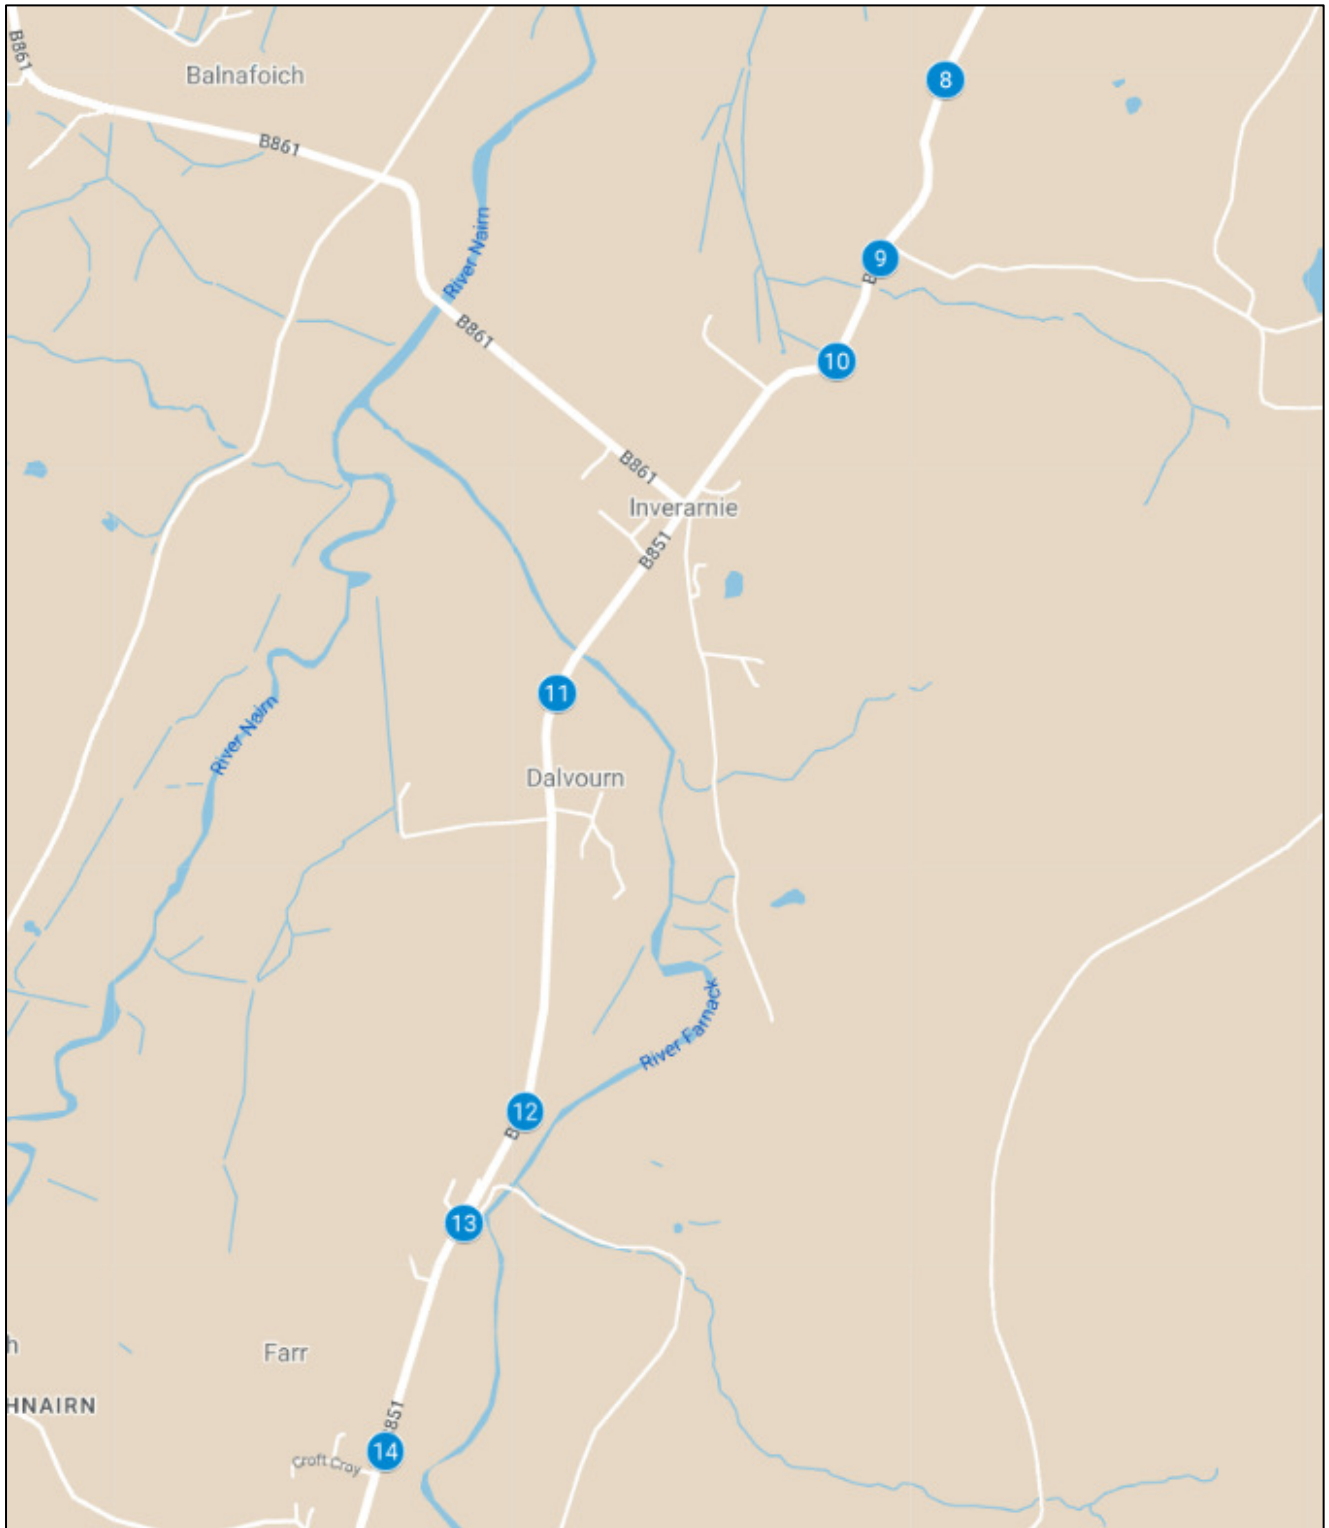 B861
Balnafoich
8
B861
River Nairn
9
B
B861
10
B861
Inverarnie
B851
11
River Nairn
Dalvourn
River Farnack
12
B
13
h
Farr
HNAIRN
851
14
Croft Croy